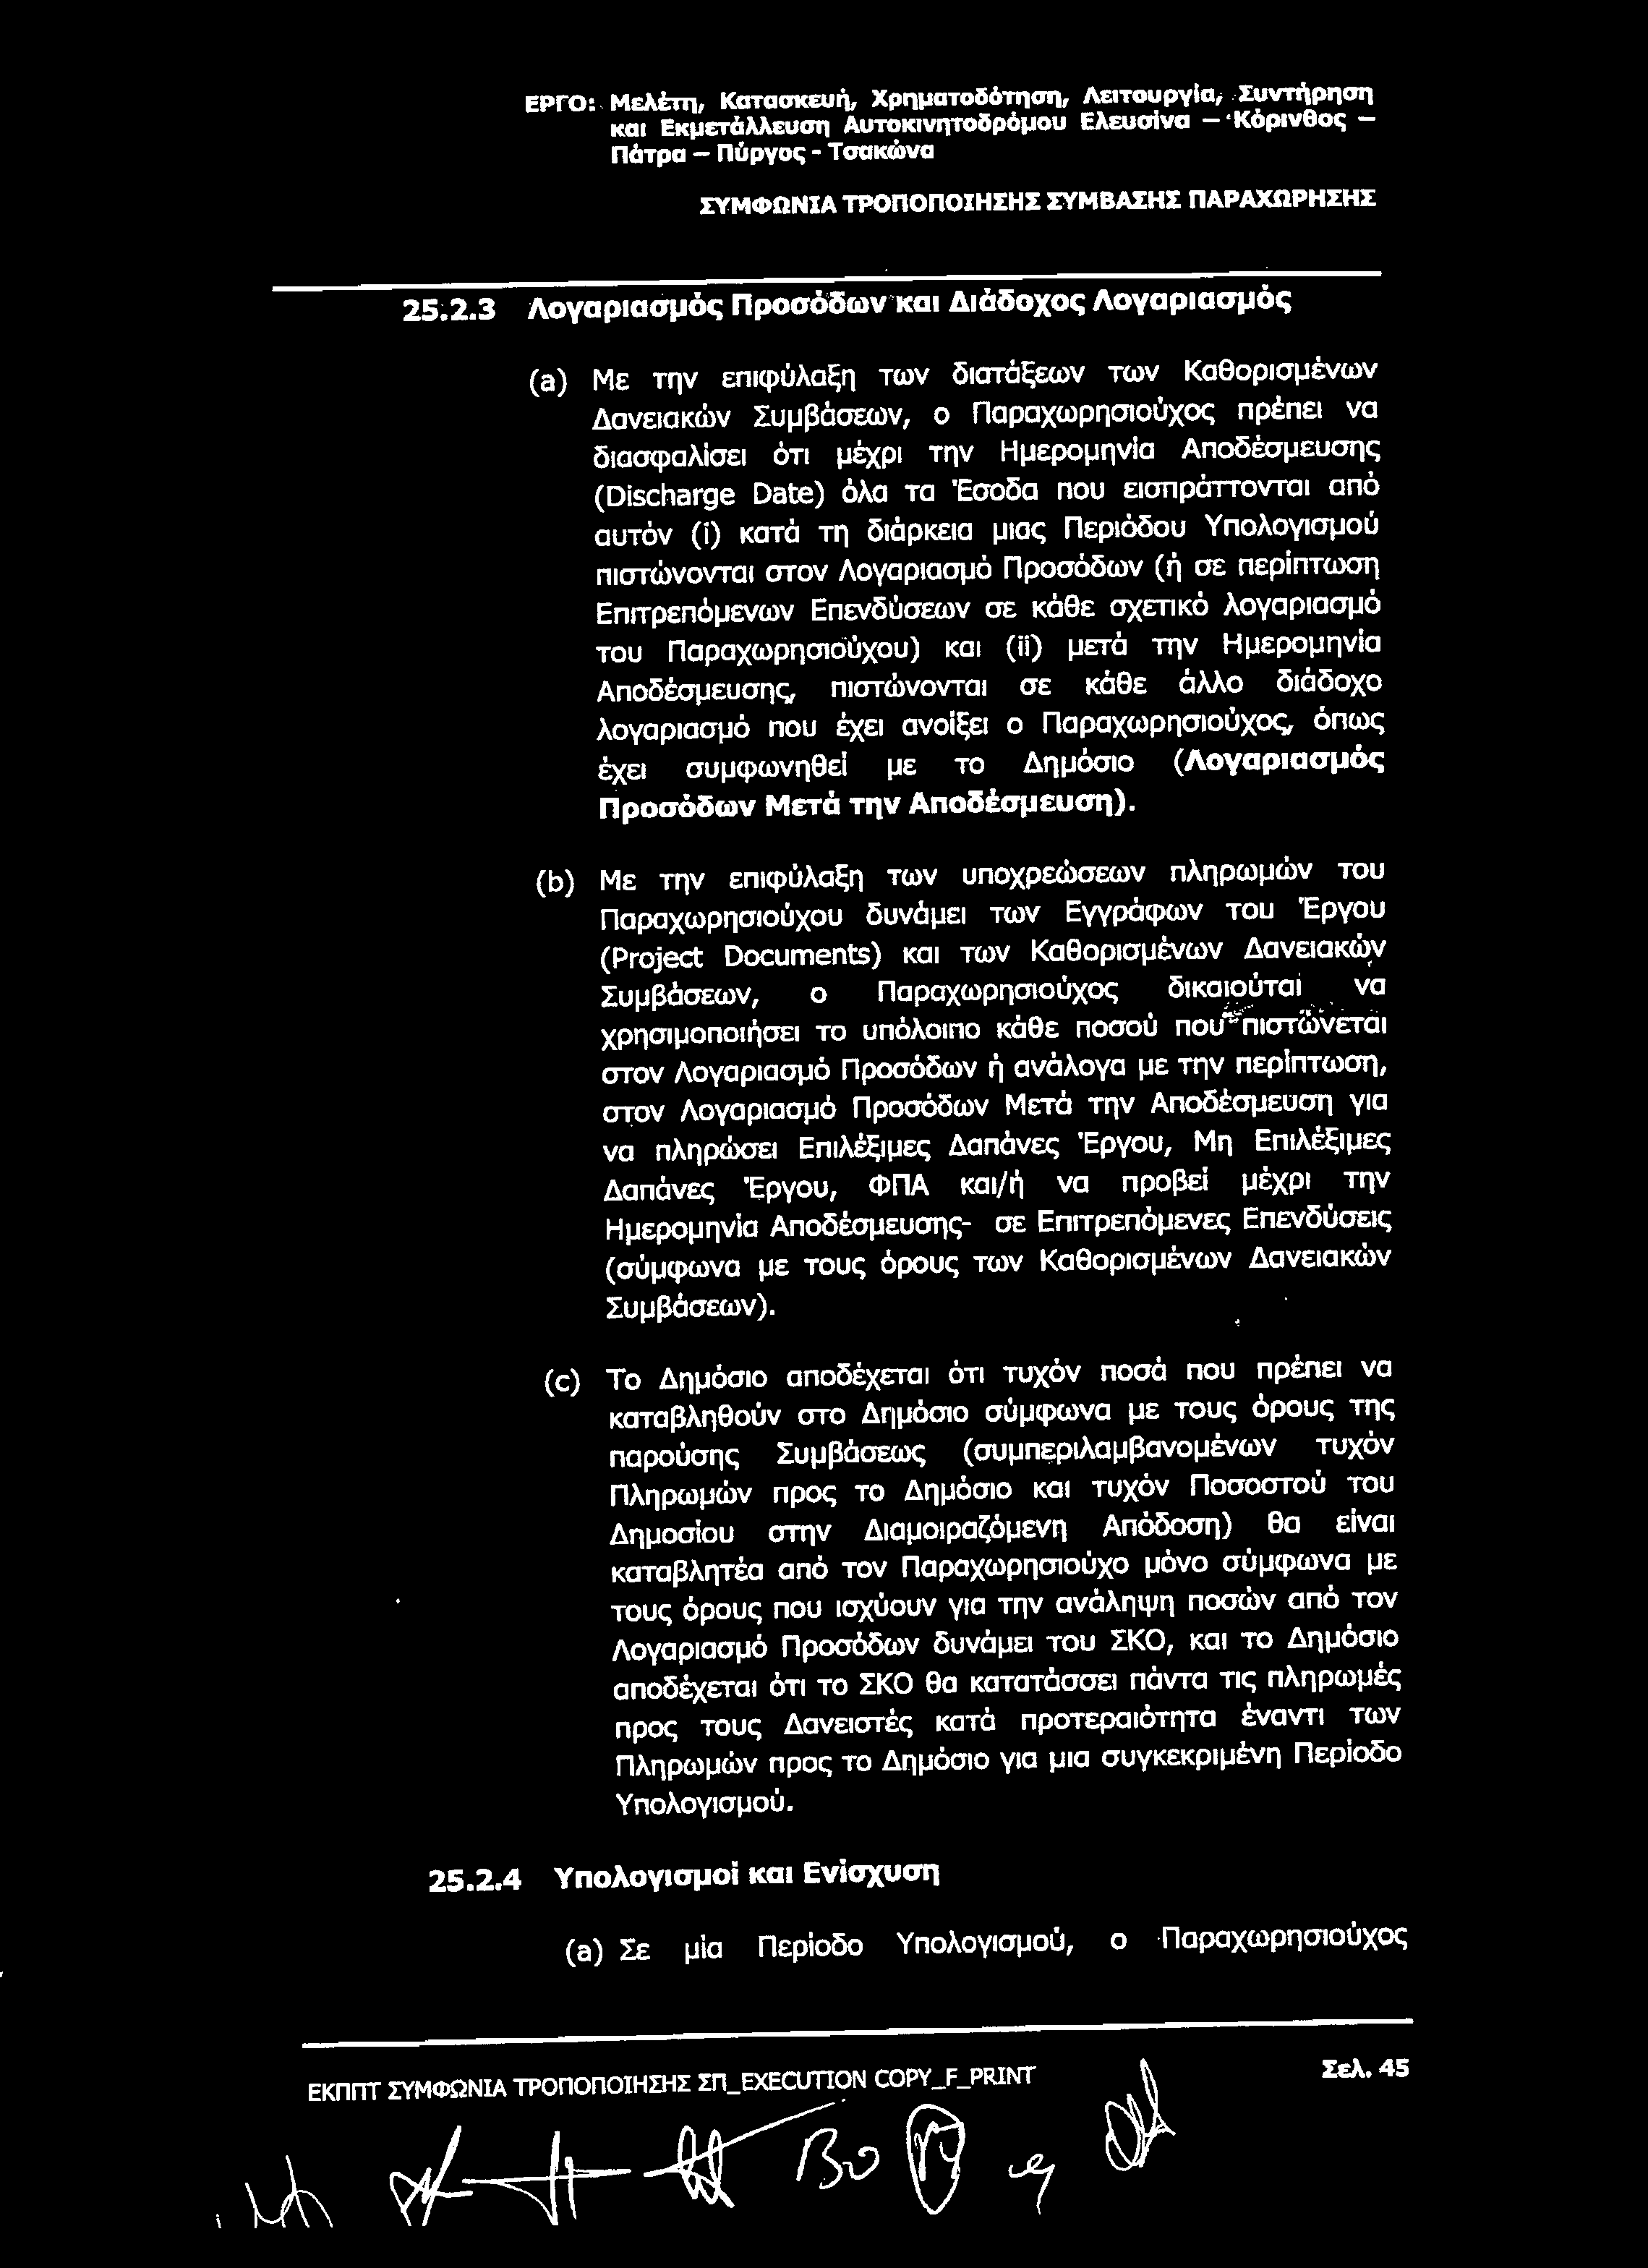 ΕΡΓΟ: Μελέτη, Κατασκευή, Χρηματοδότηση, Λειτουργία, Συντήρηση
και Εκμετάλλευση Αυτοκινητοδρόμου Ελευσίνα – Κόρινθος –
Πάτρα – Πύργος - Τσακώνα
ΣΥΜΦΩΝΙΑ ΤΡΟΠΟΠΟΙΗΣΗΣ ΣΥΜΒΑΣΗΣ ΠΑΡΑΧΩΡΗΣΗΣ
25.2.3 Λογαριασμός Προσόδων και Διάδοχος Λογαριασμός
(a) Με την επιφύλαξη των διατάξεων των Καθορισμένων
Δανειακών Συμβάσεων, ο Παραχωρησιούχος πρέπει να
διασφαλίσει ότι μέχρι την Ημερομηνία Αποδέσμευσης
(Discharge Date) όλα τα Έσοδα που εισπράττονται από
αυτόν (i) κατά τη διάρκεια μιας Περιόδου Υπολογισμού
πιστώνονται στον Λογαριασμό Προσόδων (ή σε περίπτωση
Επιτρεπόμενων Επενδύσεων σε κάθε σχετικό λογαριασμό
του Παραχωρησιούχου) και (ii) μετά την Ημερομηνία
Αποδέσμευσης, πιστώνονται σε κάθε άλλο διάδοχο
λογαριασμό που έχει ανοίξει ο Παραχωρησιούχος, όπως
έχει συμφωνηθεί με το Δημόσιο (Λογαριασμός
Προσόδων Μετά την Αποδέσμευση).
(b) Με την επιφύλαξη των υποχρεώσεων πληρωμών του
Παραχωρησιούχου δυνάμει των Εγγράφων του Έργου
(Project Documents) και των Καθορισμένων Δανειακών
Συμβάσεων, ο Παραχωρησιούχος δικαιούται να
χρησιμοποιήσει το υπόλοιπο κάθε ποσού που πιστώνεται
στον Λογαριασμό Προσόδων ή ανάλογα με την περίπτωση,
στον Λογαριασμό Προσόδων Μετά την Αποδέσμευση για
να πληρώσει Επιλέξιμες Δαπάνες Έργου, Μη Επιλέξιμες
Δαπάνες Έργου, ΦΠΑ και/ή να προβεί μέχρι την
Ημερομηνία Αποδέσμευσης- σε Επιτρεπόμενες Επενδύσεις
(σύμφωνα με τους όρους των Καθορισμένων Δανειακών
Συμβάσεων).
(c) Το Δημόσιο αποδέχεται ότι τυχόν ποσά που πρέπει να
καταβληθούν στο Δημόσιο σύμφωνα με τους όρους της
παρούσης Συμβάσεως (συμπεριλαμβανομένων τυχόν
Πληρωμών προς το Δημόσιο και τυχόν Ποσοστού του
Δημοσίου στην Διαμοιραζόμενη Απόδοση) θα είναι
καταβλητέα από τον Παραχωρησιούχο μόνο σύμφωνα με
τους όρους που ισχύουν για την ανάληψη ποσών από τον
Λογαριασμό Προσόδων δυνάμει του ΣΚΟ, και το Δημόσιο
αποδέχεται ότι το ΣΚΟ θα κατατάσσει πάντα τις πληρωμές
προς τους Δανειστές κατά προτεραιότητα έναντι των
Πληρωμών προς το Δημόσιο για μια συγκεκριμένη Περίοδο
Υπολογισμού.
25.2.4 Υπολογισμοί και Ενίσχυση
(a) Σε μία Περίοδο Υπολογισμού, ο Παραχωρησιούχος
ΕΚΠΠΤ ΣΥΜΦΩΝΙΑ ΤΡΟΠΟΠΟΙΗΣΗΣ ΣΠ_EXECUTION COPY_F_PRINT Σελ. 45